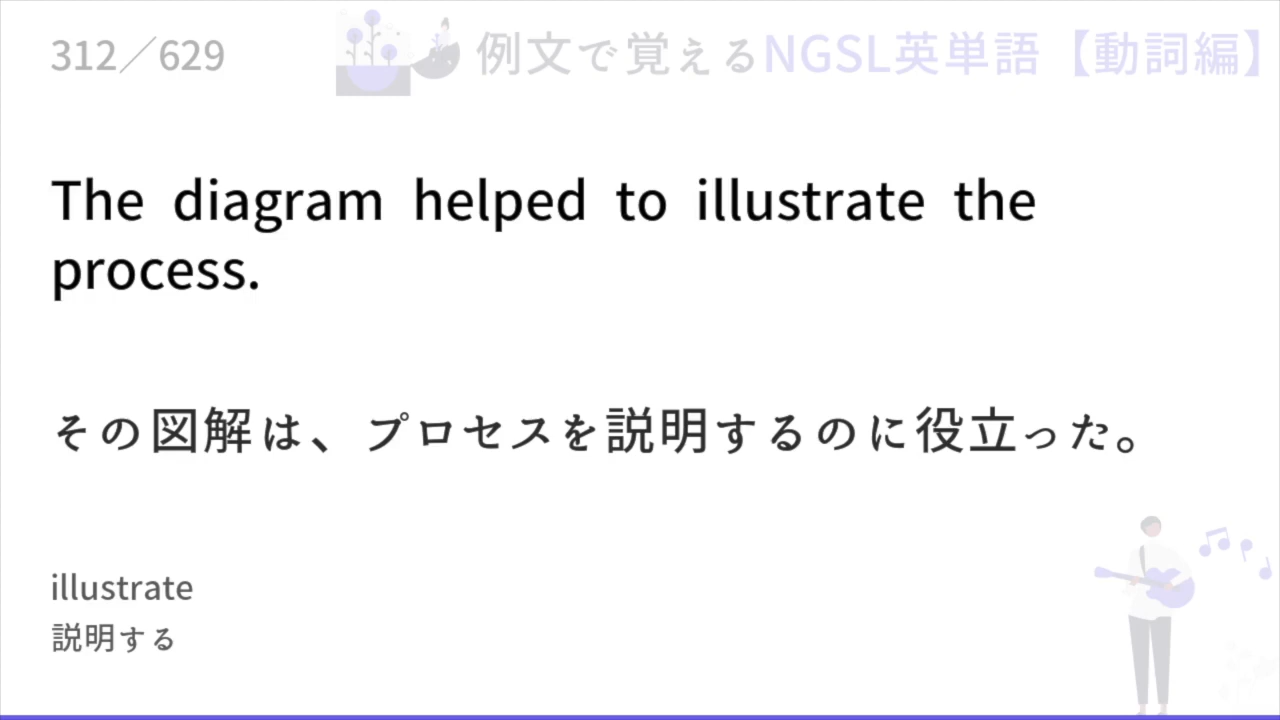 312／629
例文で覚えるNGSL英単語【動詞編】
The diagram helped to illustrate the
process.
その図解は、プロセスを説明するのに役立った。
illustrate
説明する